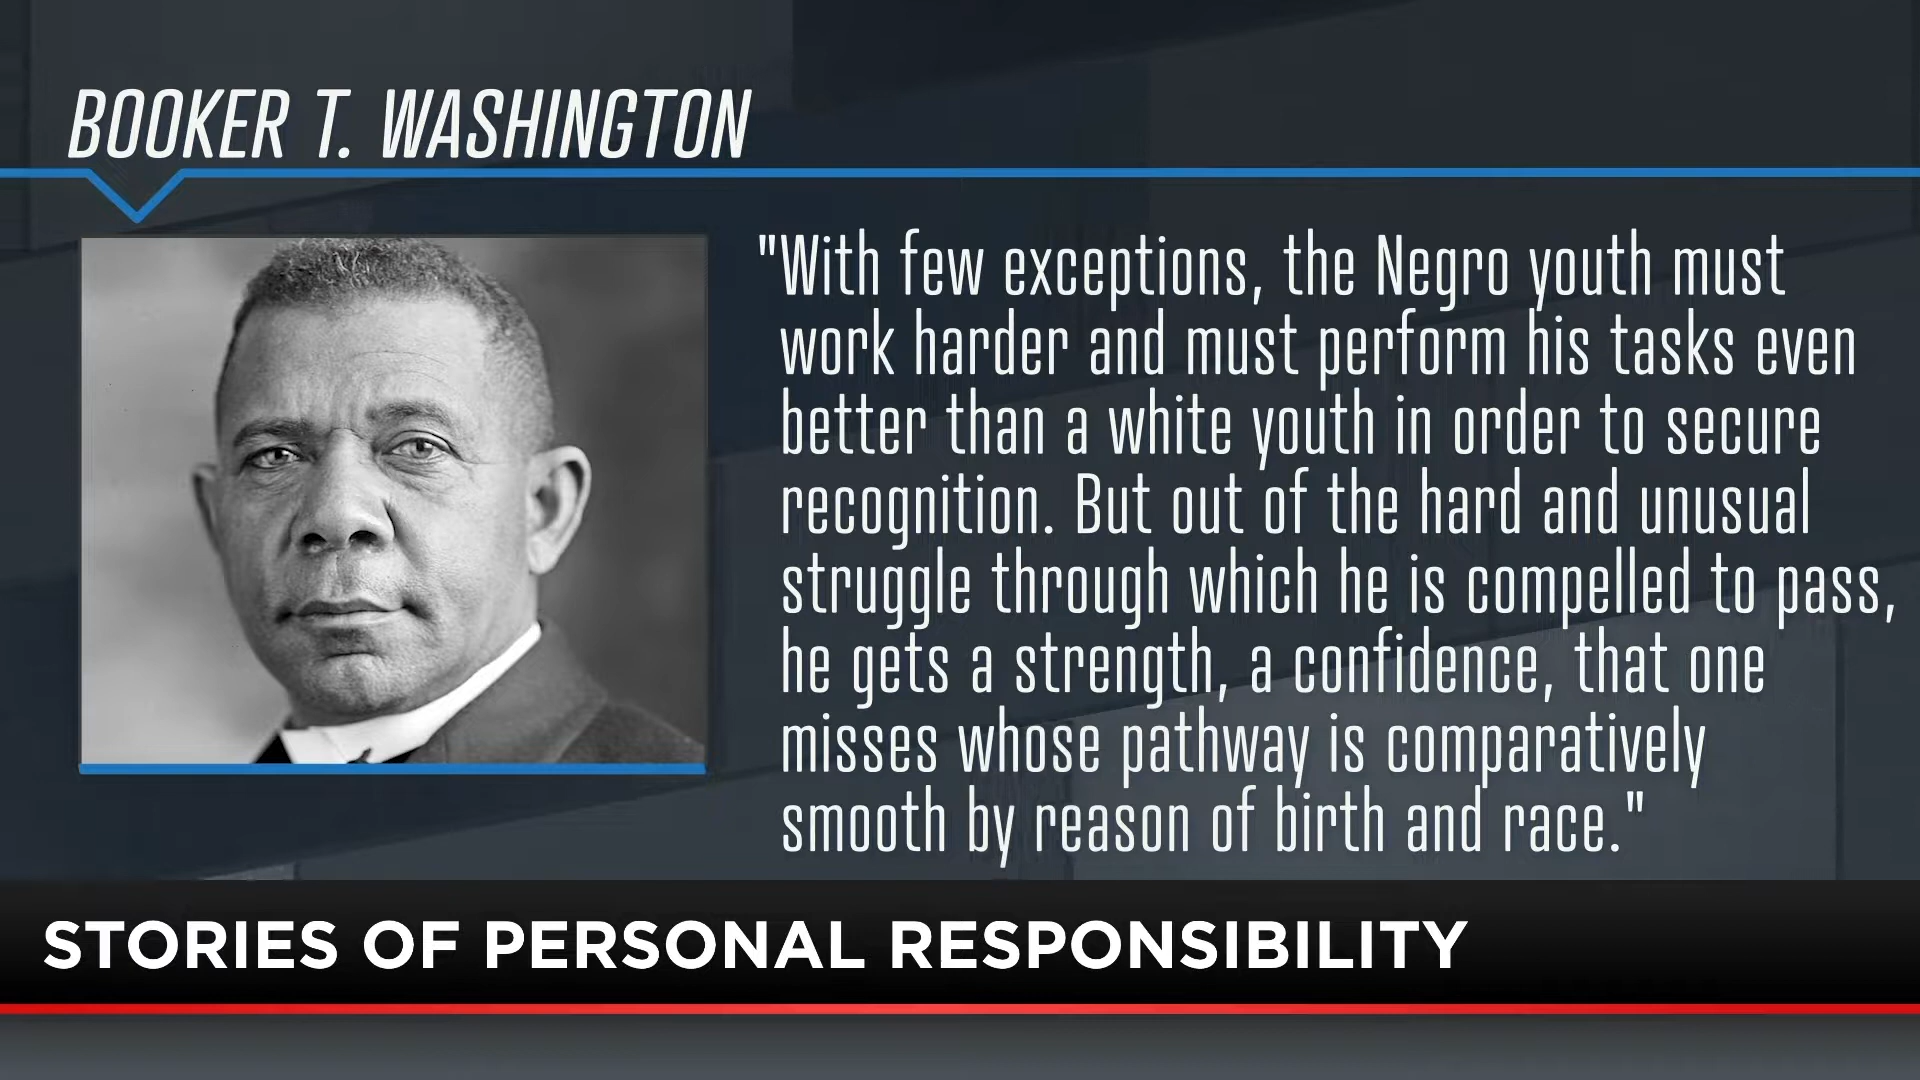 BOOKER T. WASHINGTON
"With few exceptions, the Negro youth must
work harder and must perform his tasks even
better than a white youth in order to secure
recognition. But out of the hard and unusual
struggle through which he is compelled to pass,
he gets a strength, a confidence, that one
misses whose pathway is comparatively
smooth by reason of birth and race."
STORIES OF PERSONAL RESPONSIBILITY